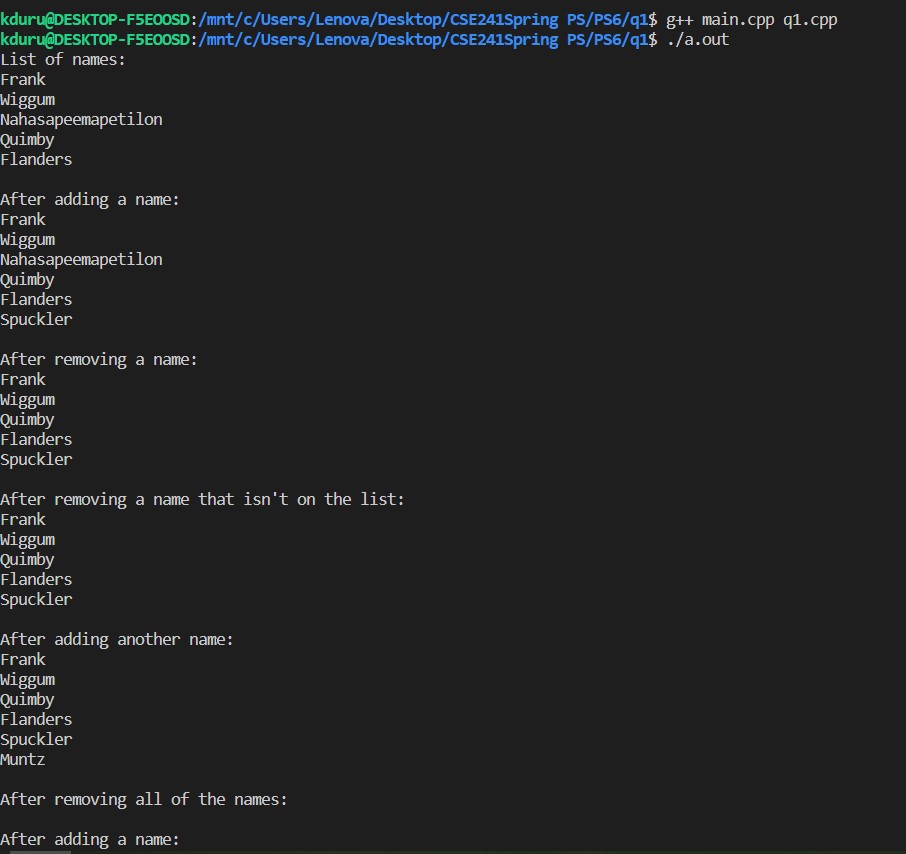 kduru@DESKTOP-F5EOOSD:/mnt/c/Users/Lenova/Desktop/CSE241Spring PS/PS6/q1$ g++ main.cpp q1.cpp
kduru@DESKTOP-F5EOOSD:/mnt/c/Users/Lenova/Desktop/CSE241Spring PS/PS6/q1$ ./a.out
List of names:
Frank
Wiggum
Nahasapeemapetilon
Quimby
Flanders

After adding a name:
Frank
Wiggum
Nahasapeemapetilon
Quimby
Flanders
Spuckler

After removing a name:
Frank
Wiggum
Quimby
Flanders
Spuckler

After removing a name that isn't on the list:
Frank
Wiggum
Quimby
Flanders
Spuckler

After adding another name:
Frank
Wiggum
Quimby
Flanders
Spuckler
Muntz

After removing all of the names:

After adding a name: